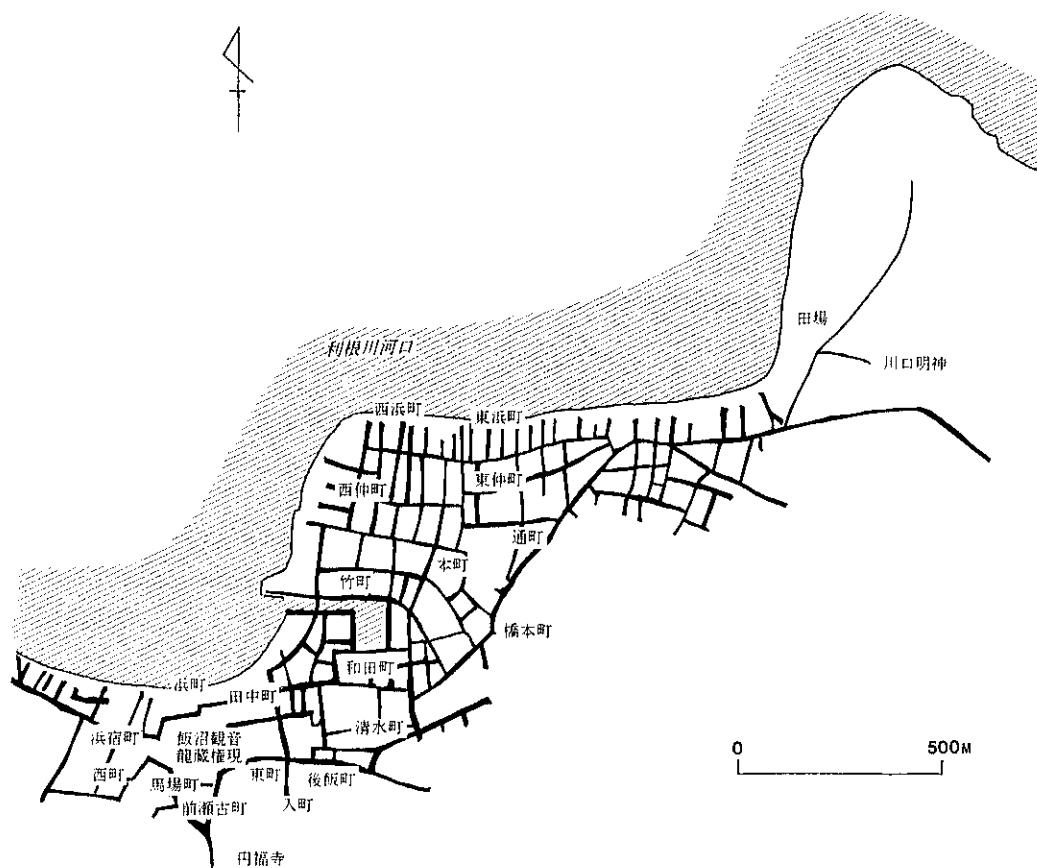 利根川河口
田場
川口明神
西浜町
東浜町
西仲町
東仲町
通町
本町
竹町
橋本町
和田町
浜町
田中町
清水町
浜宿町
飯沼観音
龍蔵権現
西町
馬場町
東町
後飯町
前瀬古町
入町
円福寺
0
500M